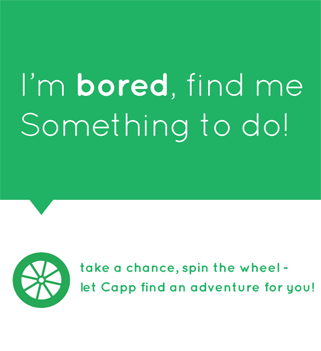 I'm bored, find me
Something to do!
take a chance, spin the wheel -
let Capp find an adventure for you!